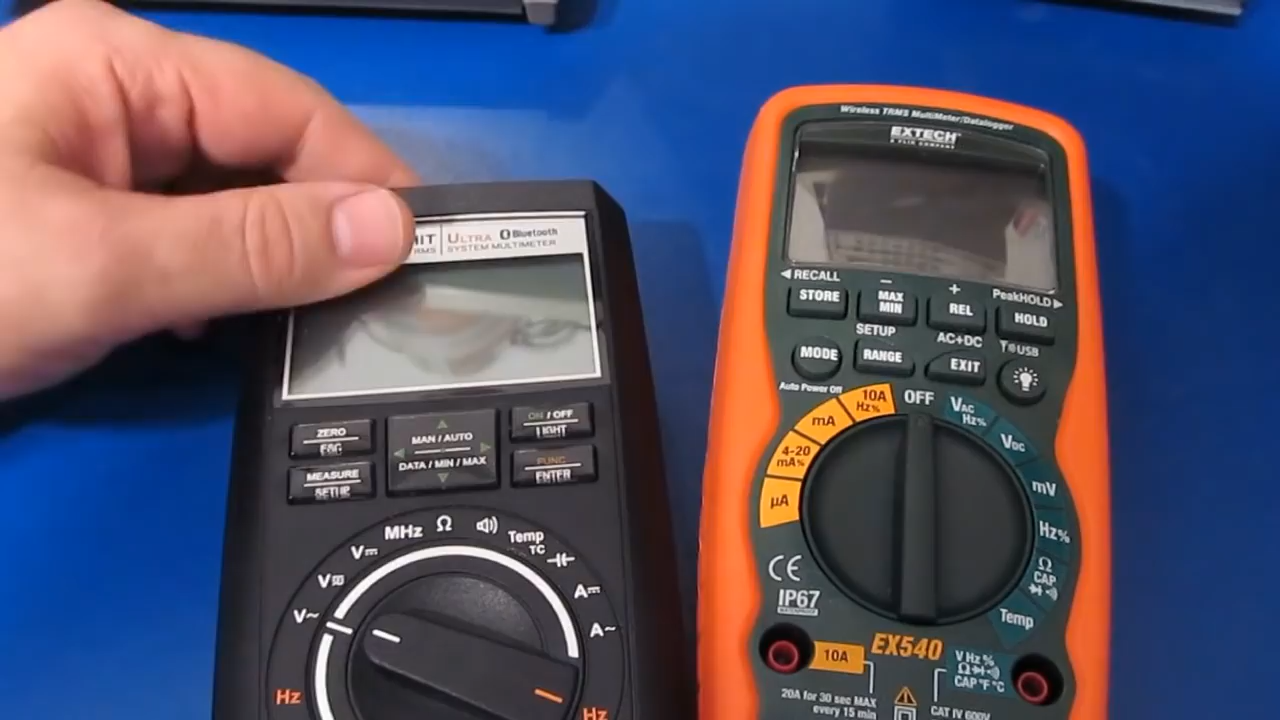 ULTRA Bluetooth
SYSTEM MULTIMETER
ZERO
ESC
MAN / AUTO
DATA / MIN / MAX
ON / OFF
LIGHT
MEASURE
SETUP
FUNC
ENTER
MHz Ω
Temp
TC
V
V
V~
A
A~
Hz
Hz
Wireless TRMS MultiMeter/Datalogger
EXTECH
A FLIR COMPANY
◀ RECALL
STORE
−
MAX
MIN
+
REL
PeakHOLD ▶
HOLD
SETUP
AC+DC
USB
MODE
RANGE
EXIT
Auto Power Off
OFF
10A
Hz%
mA
4-20
mA%
µA
VAC
Hz%
VDC
mV
Hz%
Ω
CAP
Temp
CE
IP67
WATERPROOF
EX540
10A
20A for 30 sec MAX
every 15 min
V Hz %
Ω
CAP °F °C
CAT IV 600V